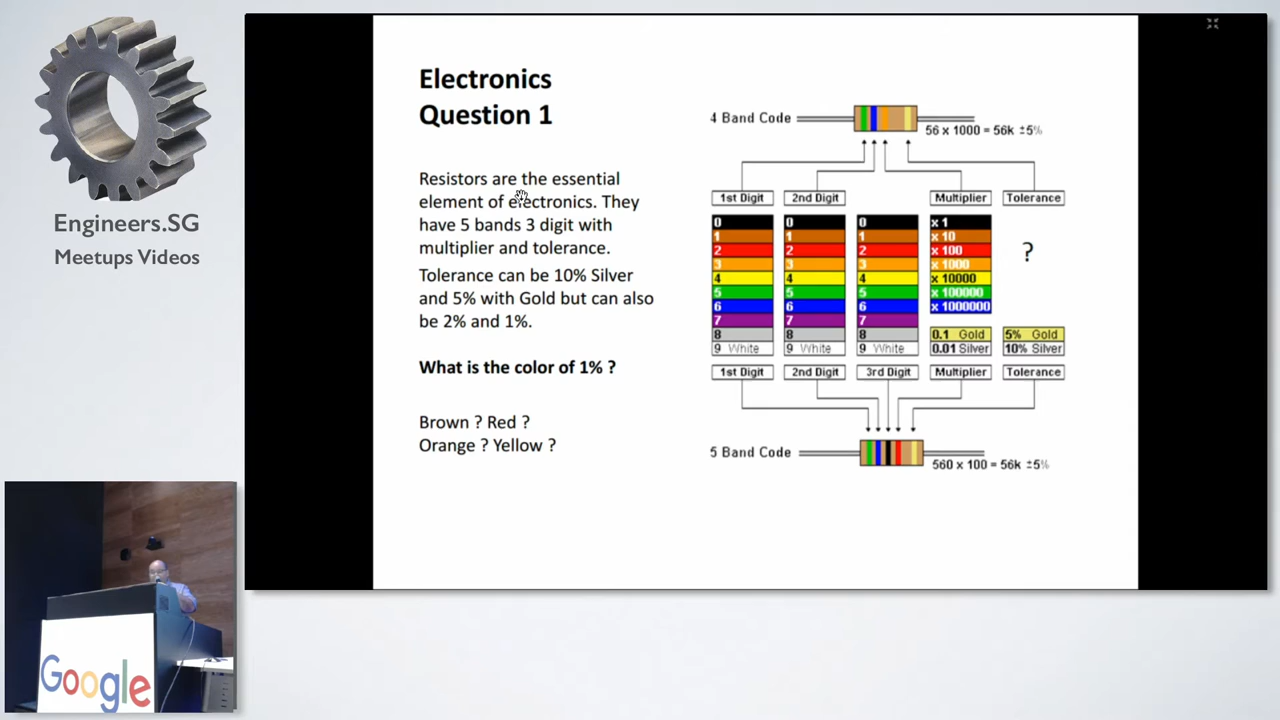 Engineers.SG
Meetups Videos
Google
Electronics
Question 1
Resistors are the essential
element of electronics. They
have 5 bands 3 digit with
multiplier and tolerance.
Tolerance can be 10% Silver
and 5% with Gold but can also
be 2% and 1%.
What is the color of 1% ?
Brown ? Red ?
Orange ? Yellow ?
4 Band Code
56 x 1000 = 56k ±5%
1st Digit 2nd Digit Multiplier Tolerance
0 0 0 x 1
1 1 1 x 10
2 2 2 x 100
?
3 3 3 x 1000
4 4 4 x 10000
5 5 5 x 100000
6 6 6 x 1000000
7 7 7
8 8 8 0.1 Gold 5% Gold
9 White 9 White 9 White 0.01 Silver 10% Silver
1st Digit 2nd Digit 3rd Digit Multiplier Tolerance
5 Band Code
560 x 100 = 56k ±5%